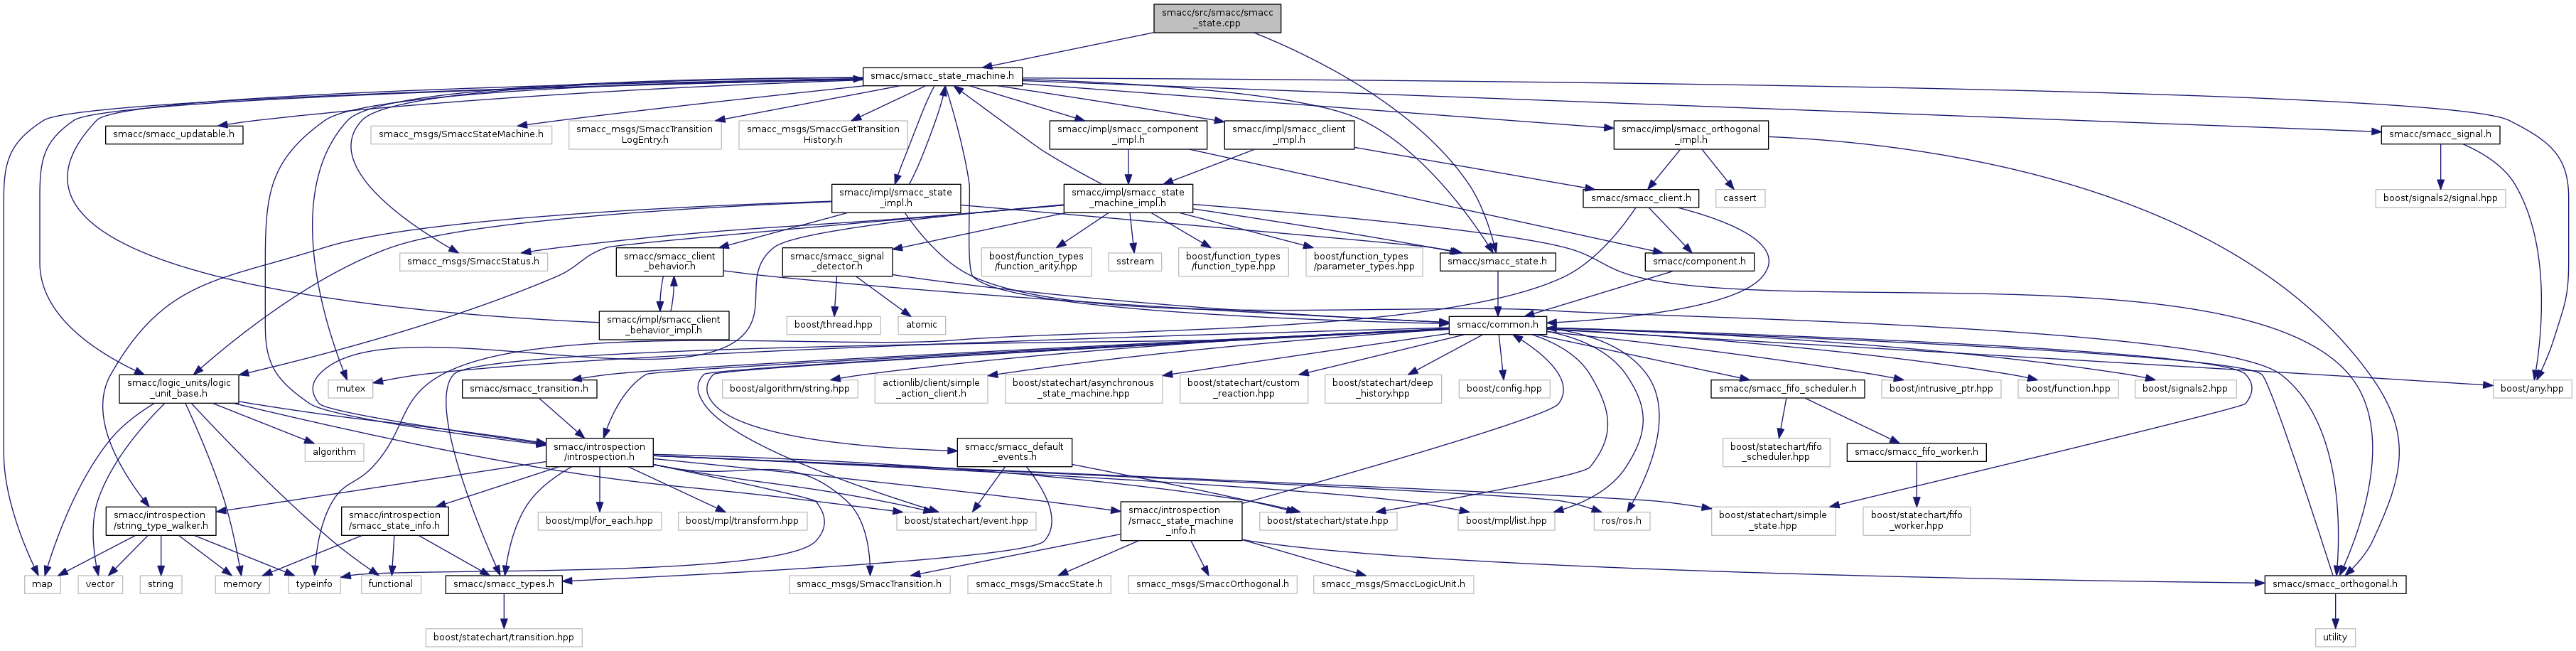 smacc/src/smacc/smacc
_state.cpp
smacc/smacc_state_machine.h
smacc/smacc_updatable.h
smacc_msgs/SmaccStateMachine.h
smacc_msgs/SmaccTransition
LogEntry.h
smacc_msgs/SmaccGetTransition
History.h
smacc/impl/smacc_component
_impl.h
smacc/impl/smacc_client
_impl.h
smacc/impl/smacc_orthogonal
_impl.h
smacc/smacc_signal.h
smacc/impl/smacc_state
_impl.h
smacc/impl/smacc_state
_machine_impl.h
smacc/smacc_client.h
cassert
boost/signals2/signal.hpp
smacc_msgs/SmaccStatus.h
smacc/smacc_client
_behavior.h
smacc/smacc_signal
_detector.h
boost/function_types
/function_arity.hpp
sstream
boost/function_types
/function_type.hpp
boost/function_types
/parameter_types.hpp
smacc/smacc_state.h
smacc/component.h
smacc/impl/smacc_client
_behavior_impl.h
boost/thread.hpp
atomic
smacc/common.h
smacc/logic_units/logic
_unit_base.h
mutex
smacc/smacc_transition.h
boost/algorithm/string.hpp
actionlib/client/simple
_action_client.h
boost/statechart/asynchronous
_state_machine.hpp
boost/statechart/custom
_reaction.hpp
boost/statechart/deep
_history.hpp
boost/config.hpp
smacc/smacc_fifo_scheduler.h
boost/intrusive_ptr.hpp
boost/function.hpp
boost/signals2.hpp
boost/any.hpp
algorithm
smacc/introspection
/introspection.h
smacc/smacc_default
_events.h
boost/statechart/fifo
_scheduler.hpp
smacc/smacc_fifo_worker.h
smacc/introspection
/string_type_walker.h
smacc/introspection
/smacc_state_info.h
boost/mpl/for_each.hpp
boost/mpl/transform.hpp
boost/statechart/event.hpp
smacc/introspection
/smacc_state_machine
_info.h
boost/statechart/state.hpp
boost/mpl/list.hpp
ros/ros.h
boost/statechart/simple
_state.hpp
boost/statechart/fifo
_worker.hpp
map
vector
string
memory
typeinfo
functional
smacc/smacc_types.h
smacc_msgs/SmaccTransition.h
smacc_msgs/SmaccState.h
smacc_msgs/SmaccOrthogonal.h
smacc_msgs/SmaccLogicUnit.h
smacc/smacc_orthogonal.h
boost/statechart/transition.hpp
utility